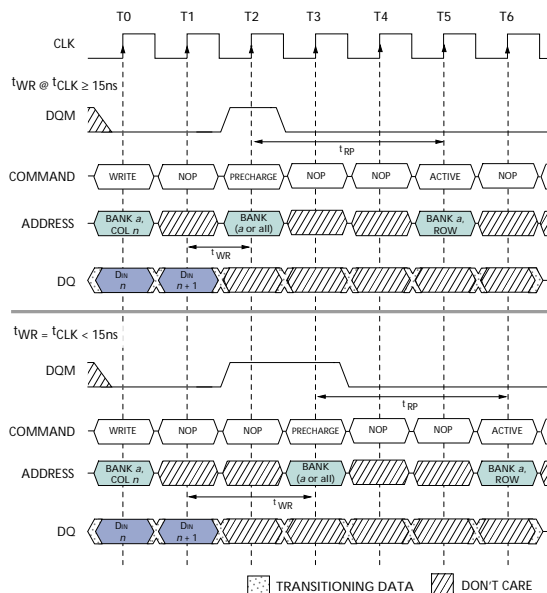 T0 T1 T2 T3 T4 T5 T6
CLK
tWR @ tCLK ≥ 15ns
DQM
tRP
COMMAND WRITE NOP PRECHARGE NOP NOP ACTIVE NOP
ADDRESS BANK a, COL n BANK (a or all) BANK a, ROW
tWR
DQ DIN n DIN n + 1
tWR = tCLK < 15ns
DQM
tRP
COMMAND WRITE NOP NOP PRECHARGE NOP NOP ACTIVE
ADDRESS BANK a, COL n BANK (a or all) BANK a, ROW
tWR
DQ DIN n DIN n + 1
TRANSITIONING DATA DON'T CARE